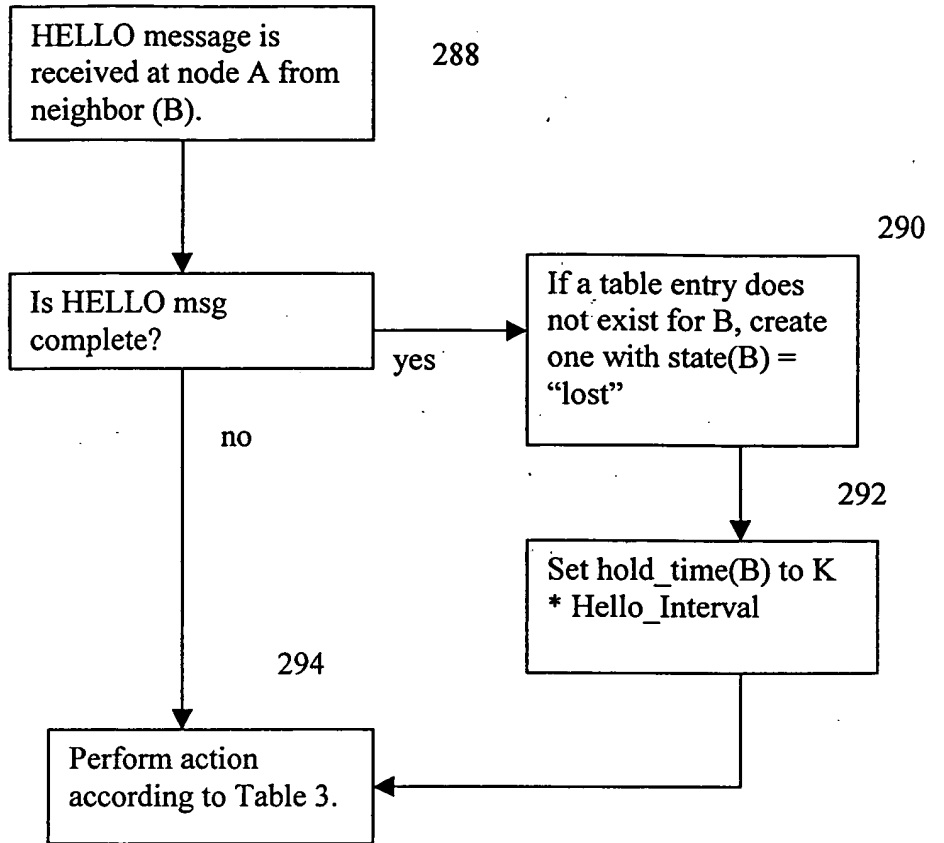 HELLO message is
received at node A from
neighbor (B).
288
290
Is HELLO msg
complete?
yes
If a table entry does
not exist for B, create
one with state(B) =
“lost”
no
292
Set hold_time(B) to K
* Hello_Interval
294
Perform action
according to Table 3.